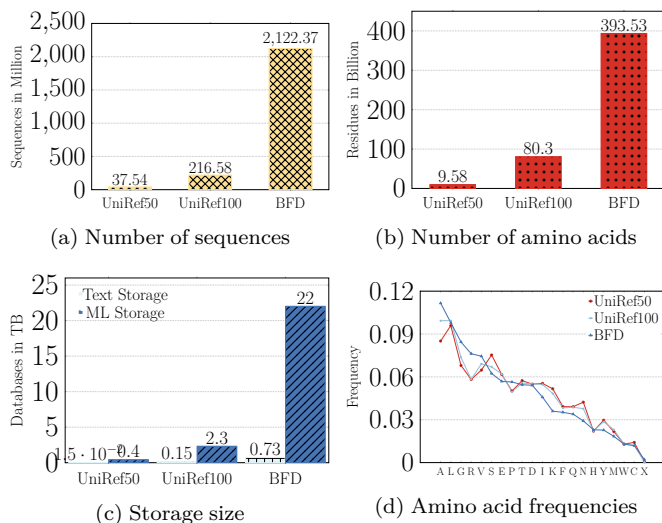 2,500
2,000
1,500
1,000
500
0
Sequences in Million
37.54
216.58
2,122.37
UniRef50 UniRef100 BFD
(a) Number of sequences
400
300
200
100
0
Residues in Billion
9.58
80.3
393.53
UniRef50 UniRef100 BFD
(b) Number of amino acids
25
20
15
10
5
0
Databases in TB
Text Storage
ML Storage
0.4
0.15
2.3
0.73
22
UniRef50 UniRef100 BFD
(c) Storage size
0.12
0.09
0.06
0.03
0
Frequency
UniRef50
UniRef100
BFD
A L G R V S E P T D I K F Q N H Y M W C X
(d) Amino acid frequencies